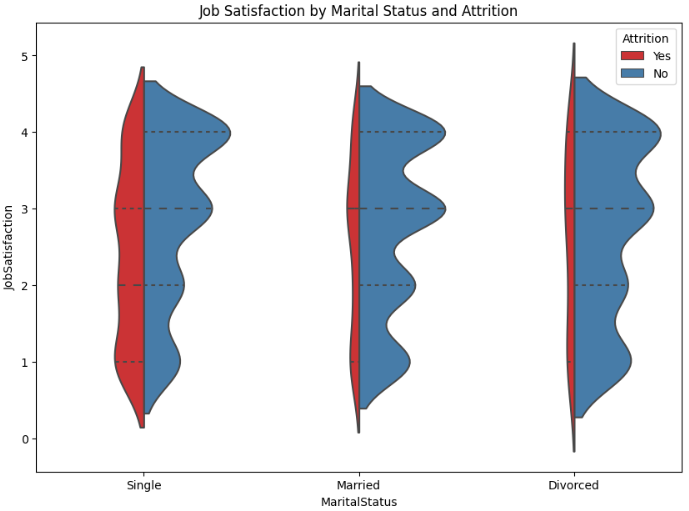 Job Satisfaction by Marital Status and Attrition
Attrition
Yes
No
5
4
3
2
1
0
JobSatisfaction
Single Married Divorced
MaritalStatus